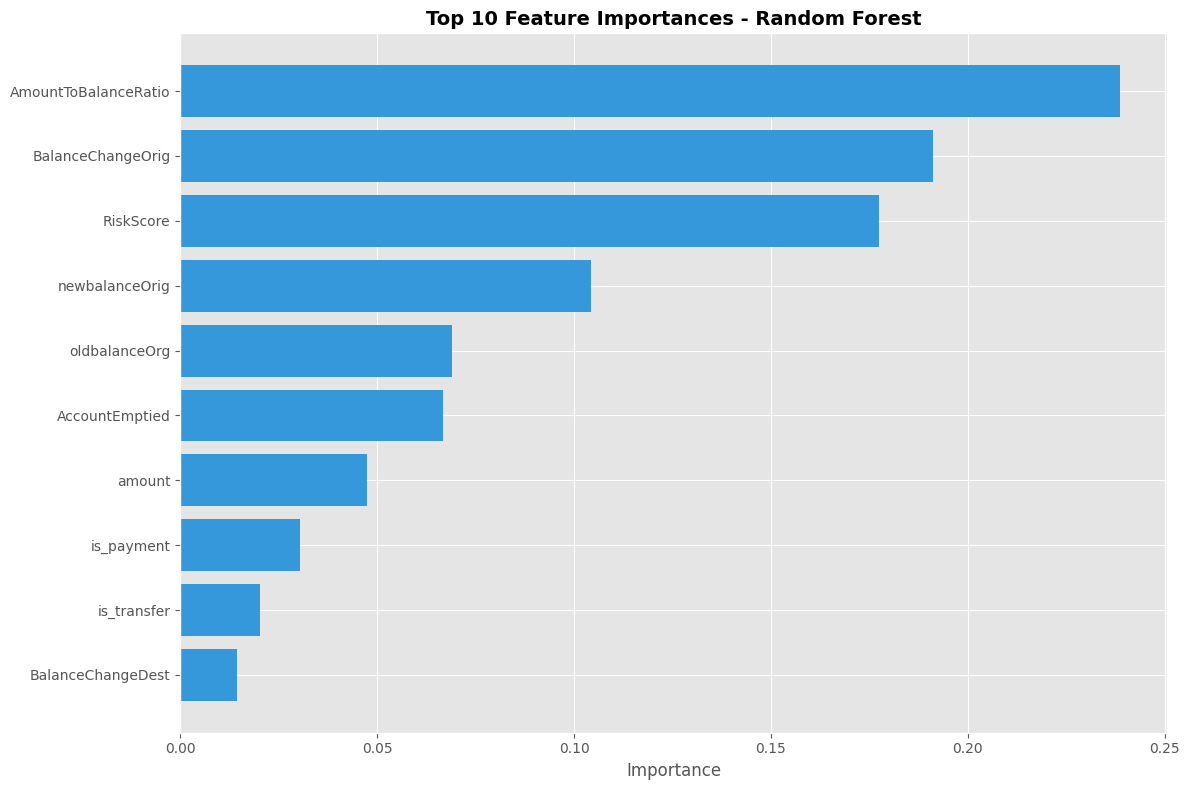 Top 10 Feature Importances - Random Forest
AmountToBalanceRatio
BalanceChangeOrig
RiskScore
newbalanceOrig
oldbalanceOrg
AccountEmptied
amount
is_payment
is_transfer
BalanceChangeDest
0.00 0.05 0.10 0.15 0.20 0.25
Importance